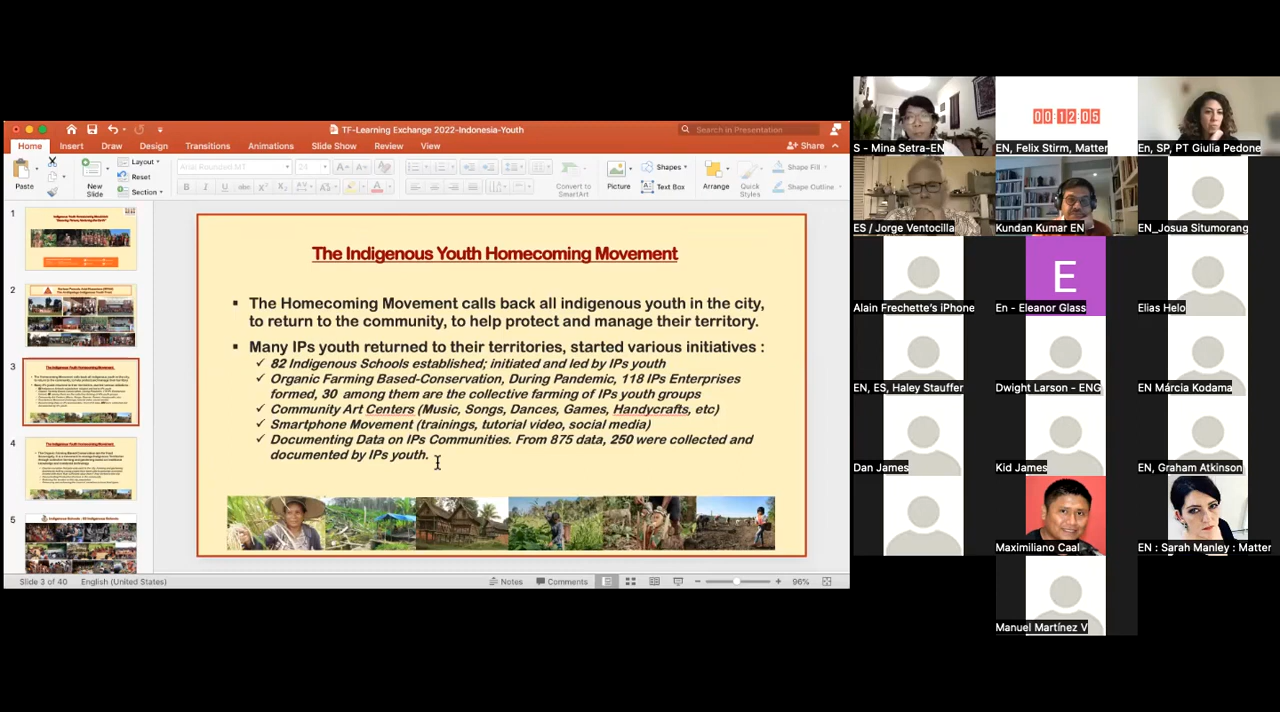 TF-Learning Exchange 2022-Indonesia-Youth
Search in Presentation
Home Insert Draw Design Transitions Animations Slide Show Review View Share
Paste
New
Slide
Layout
Reset
Section
Convert to
SmartArt
Picture
Shapes
Text Box
Arrange
Quick
Styles
Shape Fill
Shape Outline
1
2
3
4
5
The Indigenous Youth Homecoming Movement
▪ The Homecoming Movement calls back all indigenous youth in the city,
to return to the community, to help protect and manage their territory.
▪ Many IPs youth returned to their territories, started various initiatives :
✓ 82 Indigenous Schools established; initiated and led by IPs youth
✓ Organic Farming Based-Conservation, During Pandemic, 118 IPs Enterprises
formed, 30 among them are the collective farming of IPs youth groups
✓ Community Art Centers (Music, Songs, Dances, Games, Handycrafts, etc)
✓ Smartphone Movement (trainings, tutorial video, social media)
✓ Documenting Data on IPs Communities. From 875 data, 250 were collected and
documented by IPs youth.
Slide 3 of 40 English (United States)
Notes Comments 96%
S - Mina Setra-EN
00:12:05
EN, Felix Stirm, Matter
En, SP, PT Giulia Pedone
ES / Jorge Ventocilla
Kundan Kumar EN
EN_Josua Situmorang
Alain Frechette's iPhone
E
En - Eleanor Glass
Elias Helo
EN, ES, Haley Stauffer
Dwight Larson - ENG
EN Márcia Kodama
Dan James
Kid James
EN, Graham Atkinson
Maximiliano Caal
EN : Sarah Manley : Matter
Manuel Martínez V